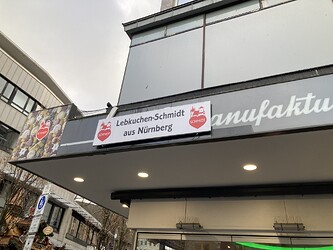 Lebkuchen-Schmidt
aus Nürnberg
anufaktu